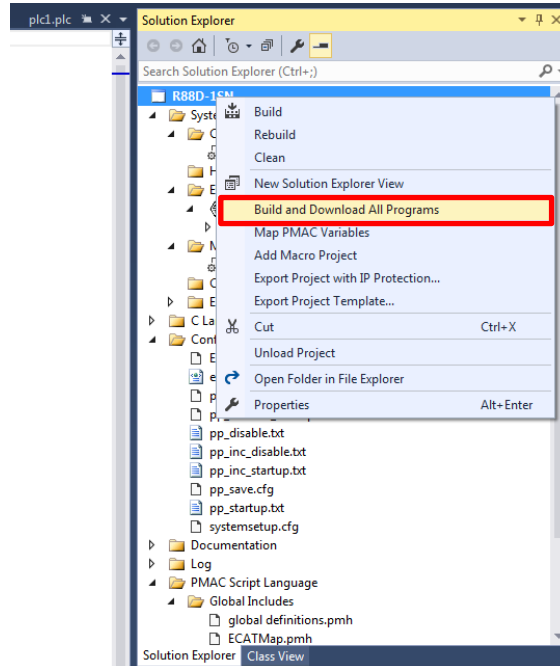 plc1.plc
Solution Explorer
Search Solution Explorer (Ctrl+;)
R88D-1SN
Syste
Build
C
Rebuild
Clean
H
New Solution Explorer View
E
Build and Download All Programs
Map PMAC Variables
M
Add Macro Project
C
Export Project with IP Protection...
E
Export Project Template...
C La
Cut Ctrl+X
Conf
Unload Project
E
e
Open Folder in File Explorer
p
Properties Alt+Enter
pp_disable.txt
pp_inc_disable.txt
pp_inc_startup.txt
pp_save.cfg
pp_startup.txt
systemsetup.cfg
Documentation
Log
PMAC Script Language
Global Includes
global definitions.pmh
ECATMap.pmh
Solution Explorer Class View